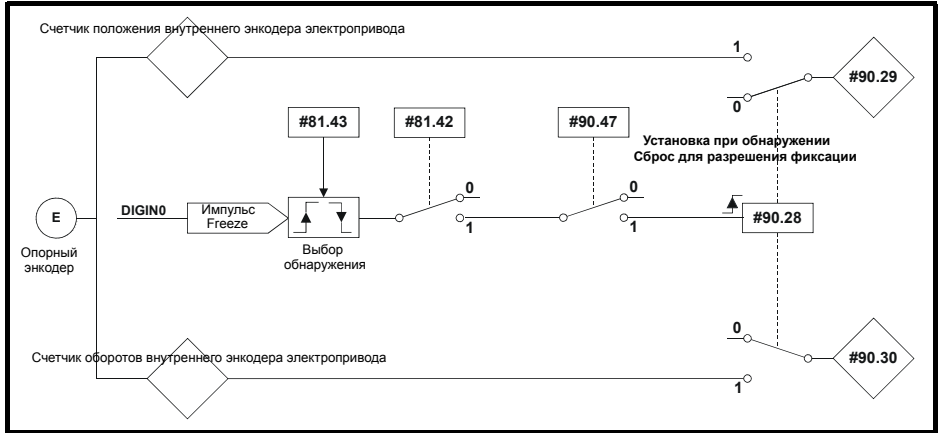 Счетчик положения внутреннего энкодера электропривода
1
#90.29
0
#81.43
#81.42
#90.47
Установка при обнаружении
Сброс для разрешения фиксации
0
0
E
DIGIN0
Импульс
Freeze
1
1
#90.28
Опорный
энкодер
Выбор
обнаружения
0
Счетчик оборотов внутреннего энкодера электропривода
#90.30
1